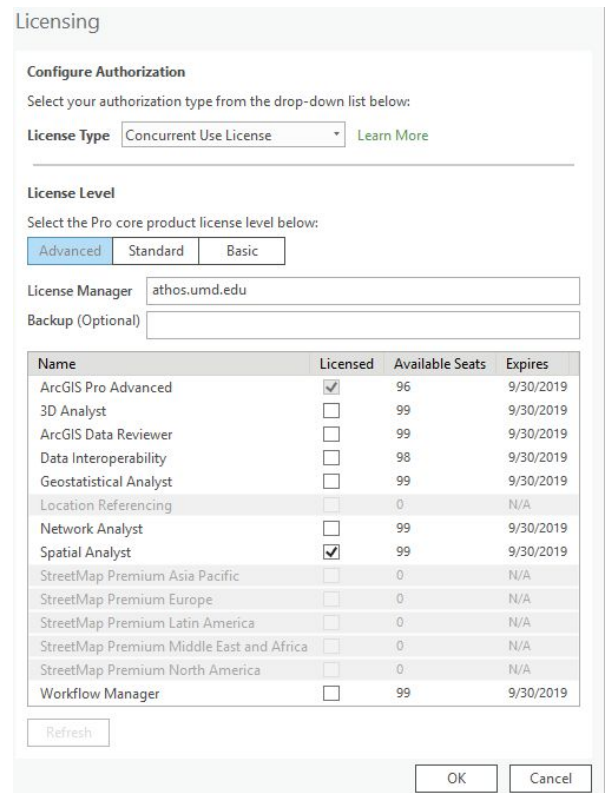 Licensing
Configure Authorization
Select your authorization type from the drop-down list below:
License Type Concurrent Use License Learn More
License Level
Select the Pro core product license level below:
Advanced Standard Basic
License Manager athos.umd.edu
Backup (Optional)
Name Licensed Available Seats Expires
ArcGIS Pro Advanced 96 9/30/2019
3D Analyst 99 9/30/2019
ArcGIS Data Reviewer 99 9/30/2019
Data Interoperability 98 9/30/2019
Geostatistical Analyst 99 9/30/2019
Location Referencing 0 N/A
Network Analyst 99 9/30/2019
Spatial Analyst 99 9/30/2019
StreetMap Premium Asia Pacific 0 N/A
StreetMap Premium Europe 0 N/A
StreetMap Premium Latin America 0 N/A
StreetMap Premium Middle East and Africa 0 N/A
StreetMap Premium North America 0 N/A
Workflow Manager 99 9/30/2019
Refresh
OK Cancel